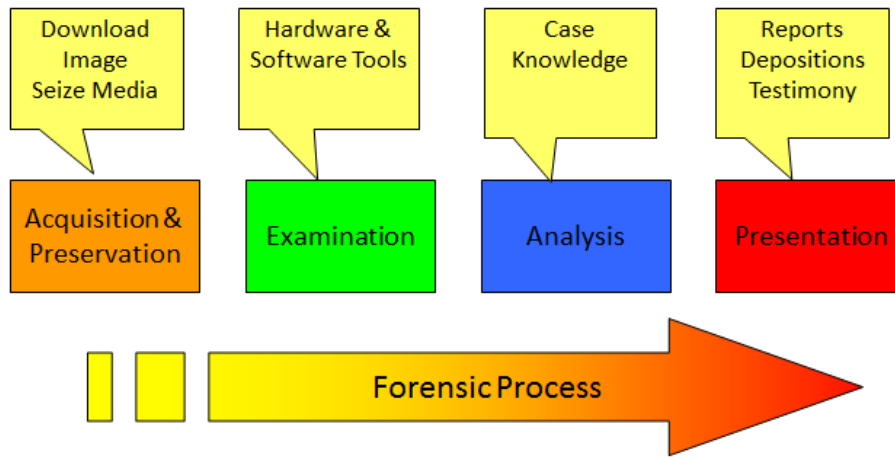 Download
Image
Seize Media
Hardware &
Software Tools
Case
Knowledge
Reports
Depositions
Testimony
Acquisition &
Preservation
Examination
Analysis
Presentation
Forensic Process